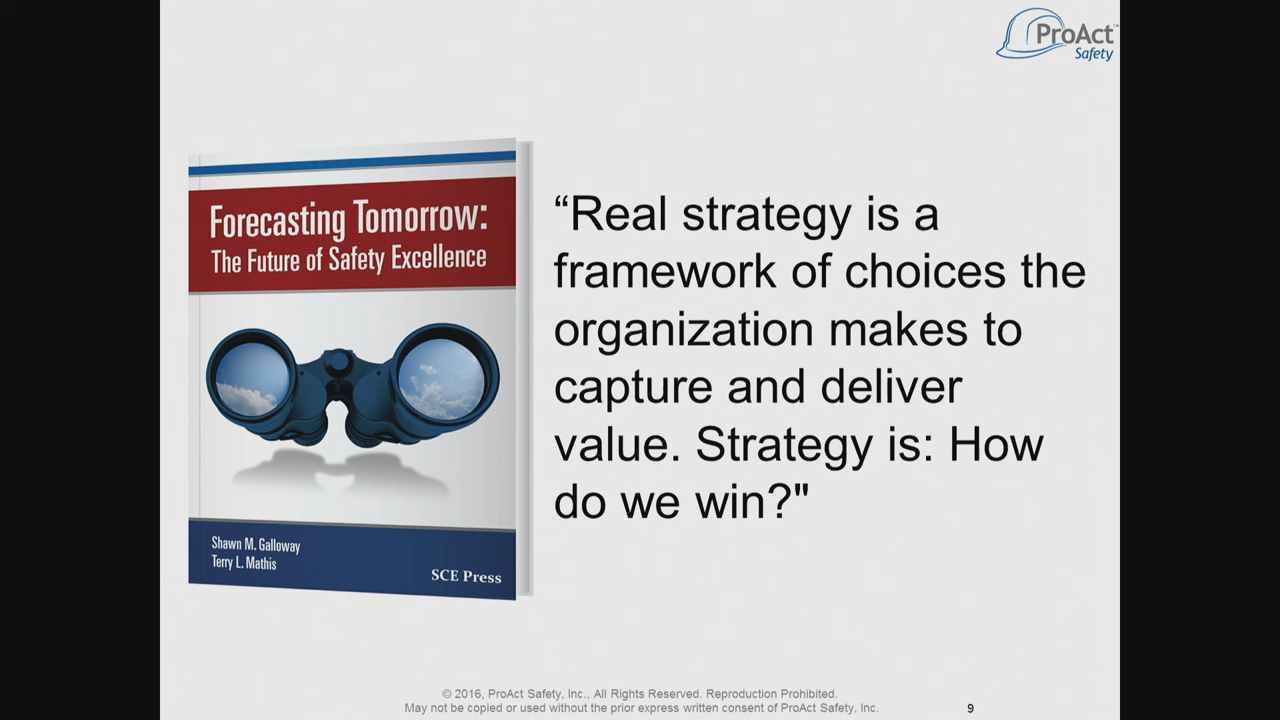 ProAct™
Safety
Forecasting Tomorrow:
The Future of Safety Excellence
Shawn M. Galloway
Terry L. Mathis
SCE Press
“Real strategy is a
framework of choices the
organization makes to
capture and deliver
value. Strategy is: How
do we win?"
© 2016, ProAct Safety, Inc., All Rights Reserved. Reproduction Prohibited.
May not be copied or used without the prior express written consent of ProAct Safety, Inc.
9